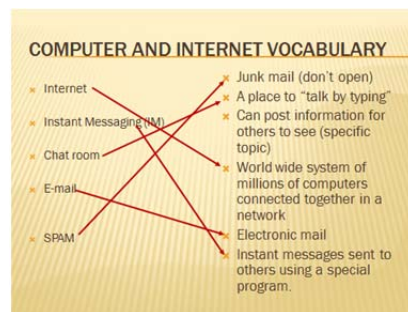 COMPUTER AND INTERNET VOCABULARY
Internet
Instant Messaging (IM)
Chat room
E-mail
SPAM
Junk mail (don't open)
A place to "talk by typing"
Can post information for
others to see (specific
topic)
World wide system of
millions of computers
connected together in a
network
Electronic mail
Instant messages sent to
others using a special
program.